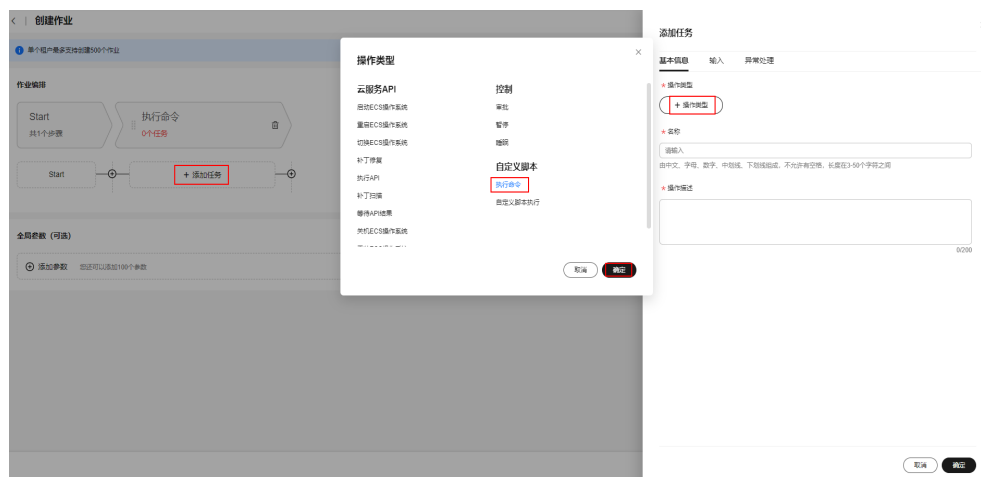 创建作业
单个租户最多支持创建500个作业
作业编排
Start
共1个步骤
执行命令
0个任务
Start
+ 添加任务
全局参数（可选）
添加参数 您还可以添加100个参数
操作类型
云服务API
启动ECS操作系统
重启ECS操作系统
切换ECS操作系统
补丁修复
执行API
补丁扫描
等待API结果
关机ECS操作系统
控制
审批
暂停
睡眠
自定义脚本
执行命令
自定义脚本执行
取消 确定
添加任务
基本信息 输入 异常处理
* 操作类型
+ 操作类型
* 名称
请输入
由中文、字母、数字、中划线、下划线组成，不允许有空格，长度在3-50个字符之间
* 操作描述
0/200
取消 确定